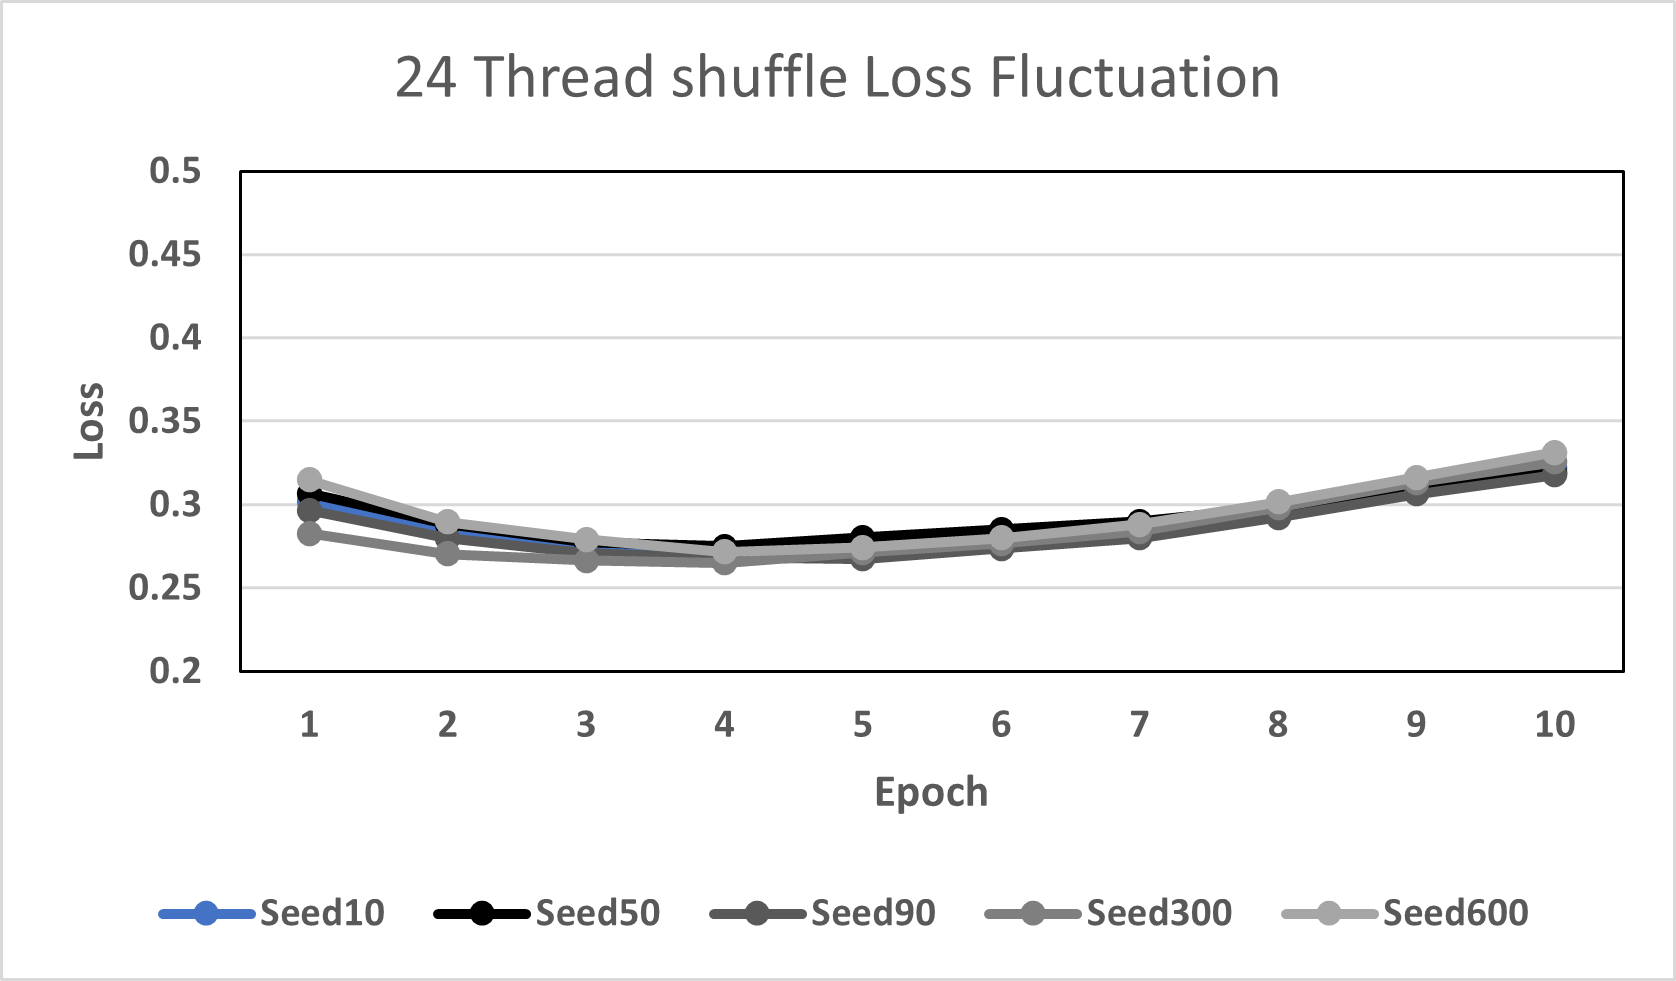 24 Thread shuffle Loss Fluctuation
0.5
0.45
0.4
0.35
0.3
0.25
0.2
Loss
1 2 3 4 5 6 7 8 9 10
Epoch
Seed10 Seed50 Seed90 Seed300 Seed600